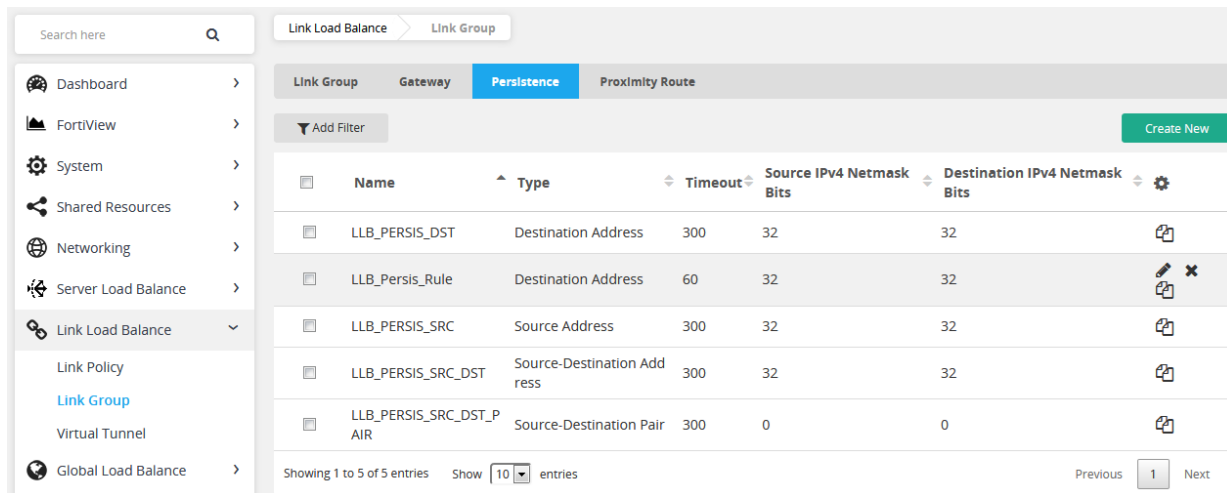 Search here
Dashboard
FortiView
System
Shared Resources
Networking
Server Load Balance
Link Load Balance
Link Policy
Link Group
Virtual Tunnel
Global Load Balance
Link Load Balance Link Group
Link Group Gateway Persistence Proximity Route
Add Filter
Create New
Name Type Timeout Source IPv4 Netmask Destination IPv4 Netmask
Bits Bits
LLB_PERSIS_DST Destination Address 300 32 32
LLB_Persis_Rule Destination Address 60 32 32
LLB_PERSIS_SRC Source Address 300 32 32
Source-Destination Add
LLB_PERSIS_SRC_DST 300 32 32
ress
LLB_PERSIS_SRC_DST_P
Source-Destination Pair 300 0 0
AIR
Showing 1 to 5 of 5 entries Show 10 entries Previous 1 Next